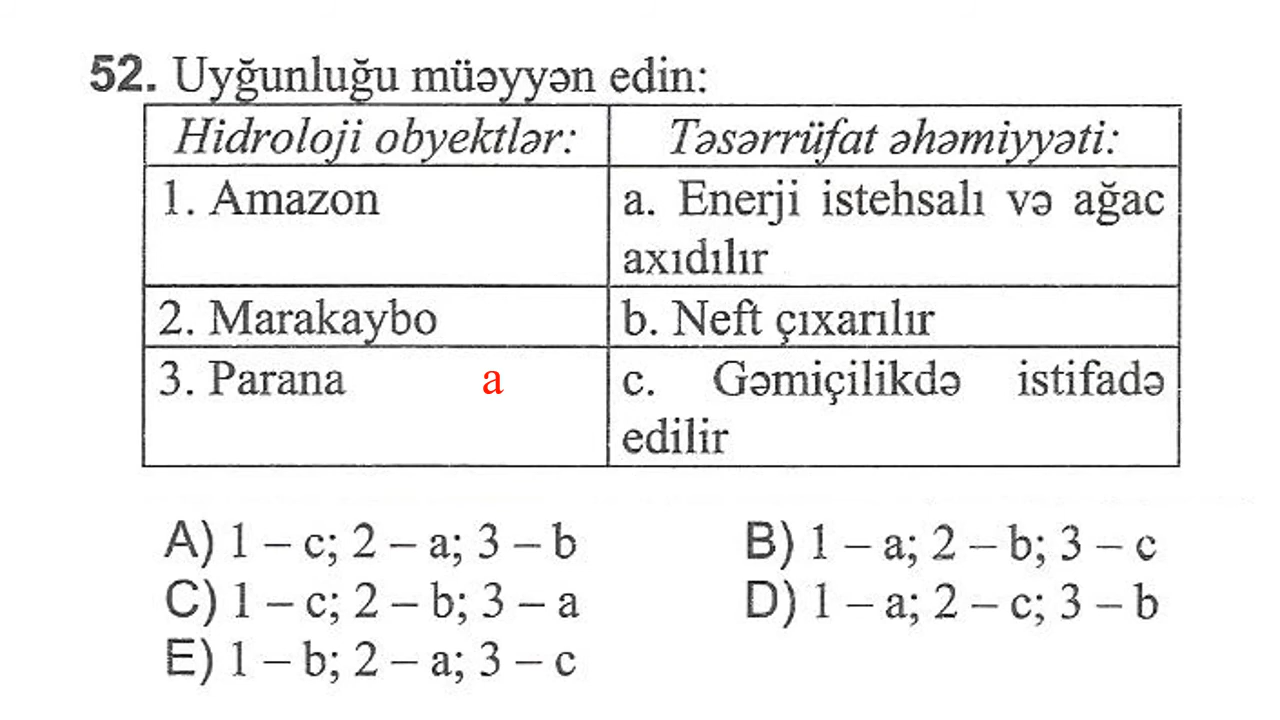 52. Uyğunluğu müəyyən edin:
Hidroloji obyektlər: Təsərrüfat əhəmiyyəti:
1. Amazon a. Enerji istehsalı və ağac
axıdılır
2. Marakaybo b. Neft çıxarılır
3. Parana a c. Gəmiçilikdə istifadə
edilir
A) 1 – c; 2 – a; 3 – b B) 1 – a; 2 – b; 3 – c
C) 1 – c; 2 – b; 3 – a D) 1 – a; 2 – c; 3 – b
E) 1 – b; 2 – a; 3 – c